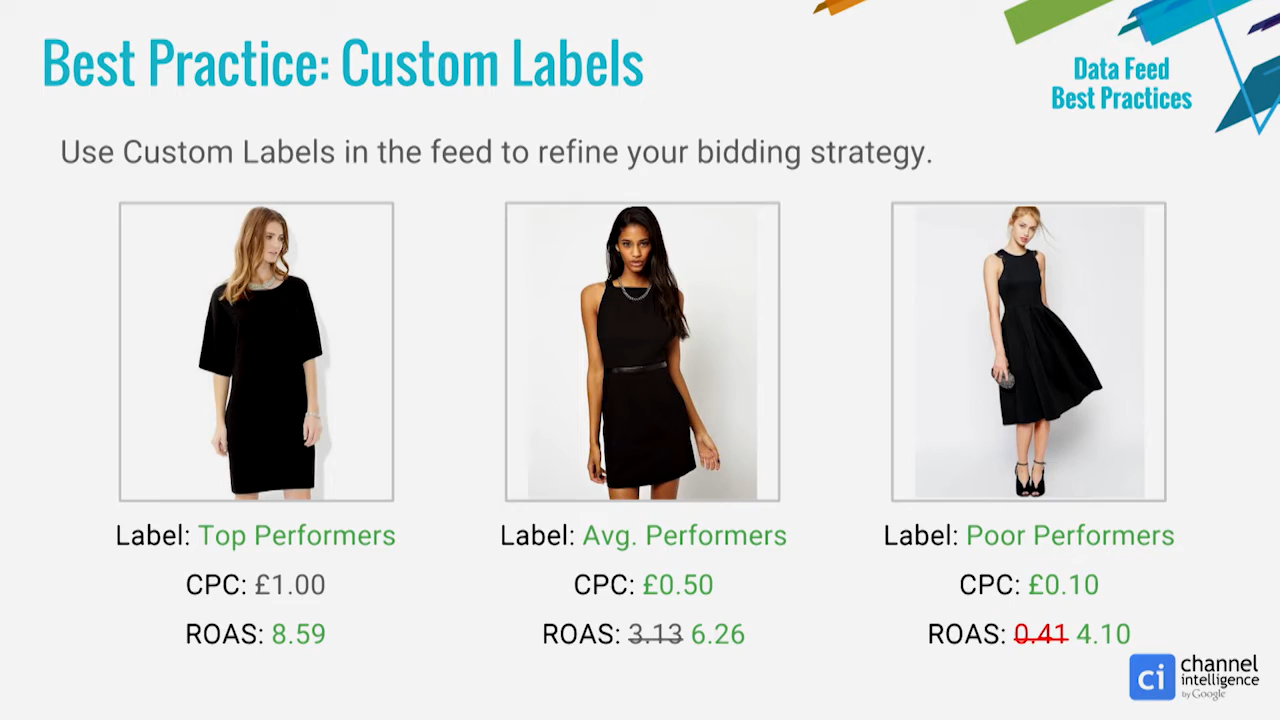 Best Practice: Custom Labels
Data Feed
Best Practices
Use Custom Labels in the feed to refine your bidding strategy.
Label: Top Performers
CPC: £1.00
ROAS: 8.59
Label: Avg. Performers
CPC: £0.50
ROAS: 3.13 6.26
Label: Poor Performers
CPC: £0.10
ROAS: 0.41 4.10
ci channel
intelligence
by Google